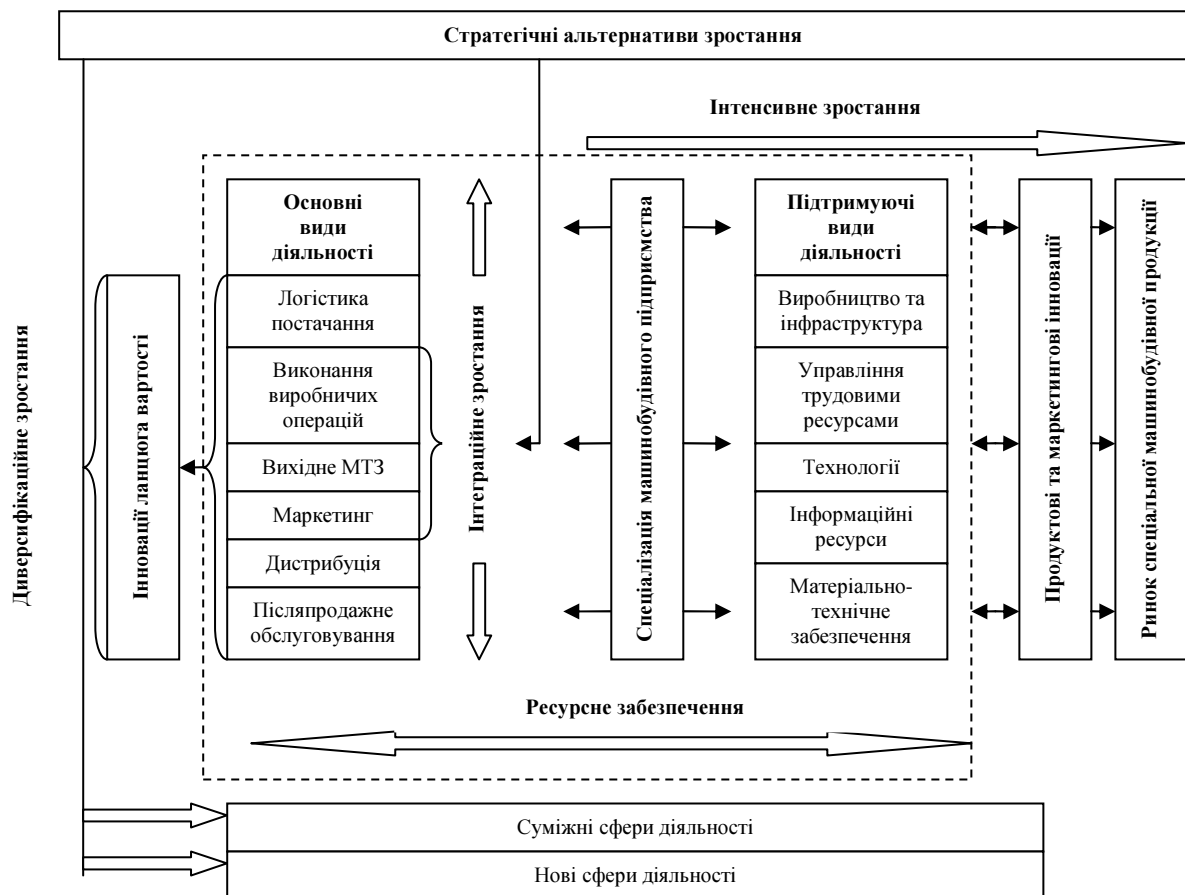 Стратегічні альтернативи зростання
Інтенсивне зростання
Диверсифікаційне зростання
Інновації ланцюга вартості
Основні
види
діяльності
Логістика
постачання
Виконання
виробничих
операцій
Вихідне МТЗ
Маркетинг
Дистрибуція
Післяпродажне
обслуговування
Інтеграційне зростання
Спеціалізація машинобудівного підприємства
Підтримуючі
види
діяльності
Виробництво та
інфраструктура
Управління
трудовими
ресурсами
Технології
Інформаційні
ресурси
Матеріально-
технічне
забезпечення
Продуктові та маркетингові інновації
Ринок спеціальної машинобудівної продукції
Ресурсне забезпечення
Суміжні сфери діяльності
Нові сфери діяльності